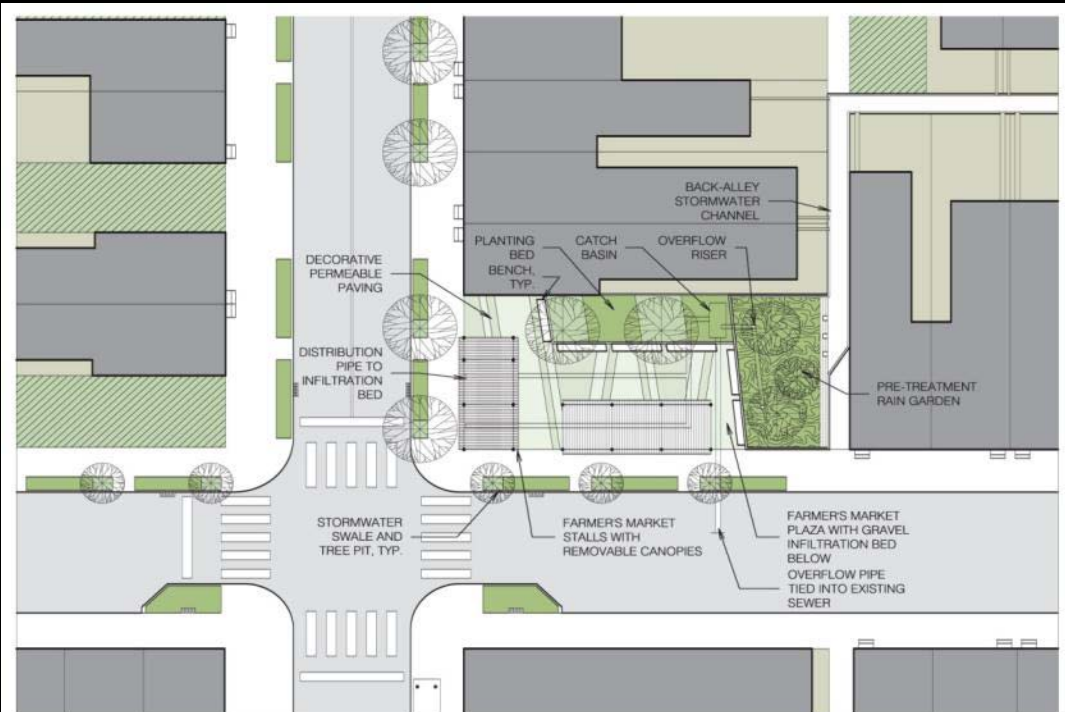 BACK-ALLEY
STORMWATER
CHANNEL
PLANTING
BED
BENCH,
TYP.
CATCH
BASIN
OVERFLOW
RISER
DECORATIVE
PERMEABLE
PAVING
DISTRIBUTION
PIPE TO
INFILTRATION
BED
PRE-TREATMENT
RAIN GARDEN
STORMWATER
SWALE AND
TREE PIT, TYP.
FARMER'S MARKET
STALLS WITH
REMOVABLE CANOPIES
FARMER'S MARKET
PLAZA WITH GRAVEL
INFILTRATION BED
BELOW
OVERFLOW PIPE
TIED INTO EXISTING
SEWER